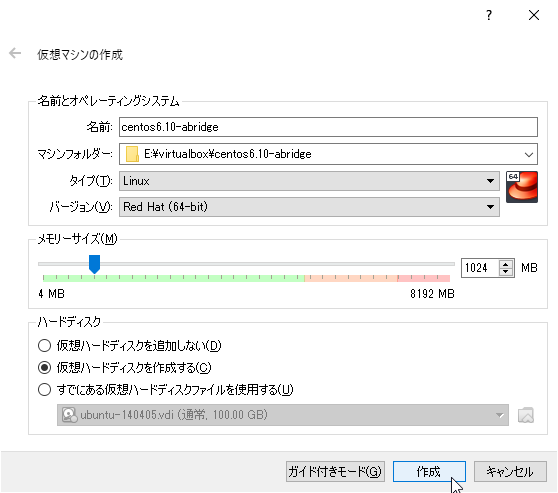 ?
仮想マシンの作成
名前とオペレーティングシステム
名前: centos6.10-abridge
マシンフォルダー: E:¥virtualbox¥centos6.10-abridge
タイプ(T): Linux
64
バージョン(V): Red Hat (64-bit)
メモリーサイズ(M)
1024 MB
4 MB 8192 MB
ハードディスク
仮想ハードディスクを追加しない(D)
仮想ハードディスクを作成する(C)
すでにある仮想ハードディスクファイルを使用する(U)
ubuntu-140405.vdi (通常, 100.00 GB)
ガイド付きモード(G) 作成 キャンセル